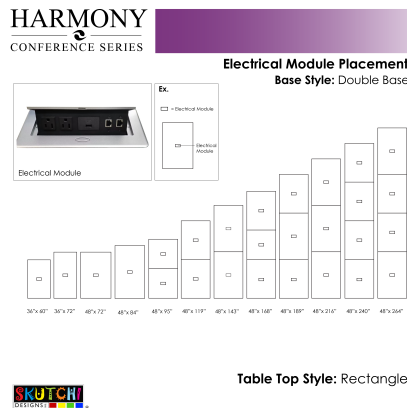 HARMONY
CONFERENCE SERIES
Electrical Module Placement
Base Style: Double Base
Ex.
= Electrical Module
Electrical
Module
Electrical Module
36"x 60" 36"x 72" 48"x 72" 48"x 84" 48"x 95" 48"x 119" 48"x 143" 48"x 168" 48"x 189" 48"x 216" 48"x 240" 48"x 264"
Table Top Style: Rectangle
SKUTCHI
DESIGNS